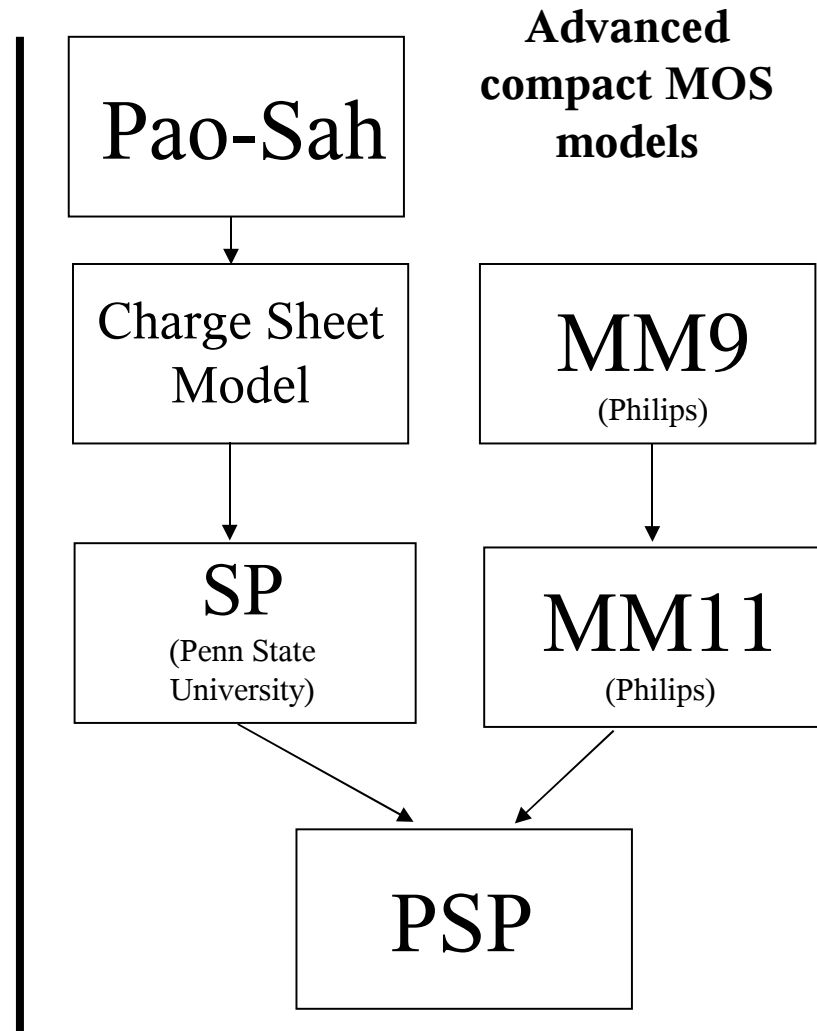 Advanced
compact MOS
models
Pao-Sah
Charge Sheet
Model
MM9
(Philips)
SP
(Penn State
University)
MM11
(Philips)
PSP